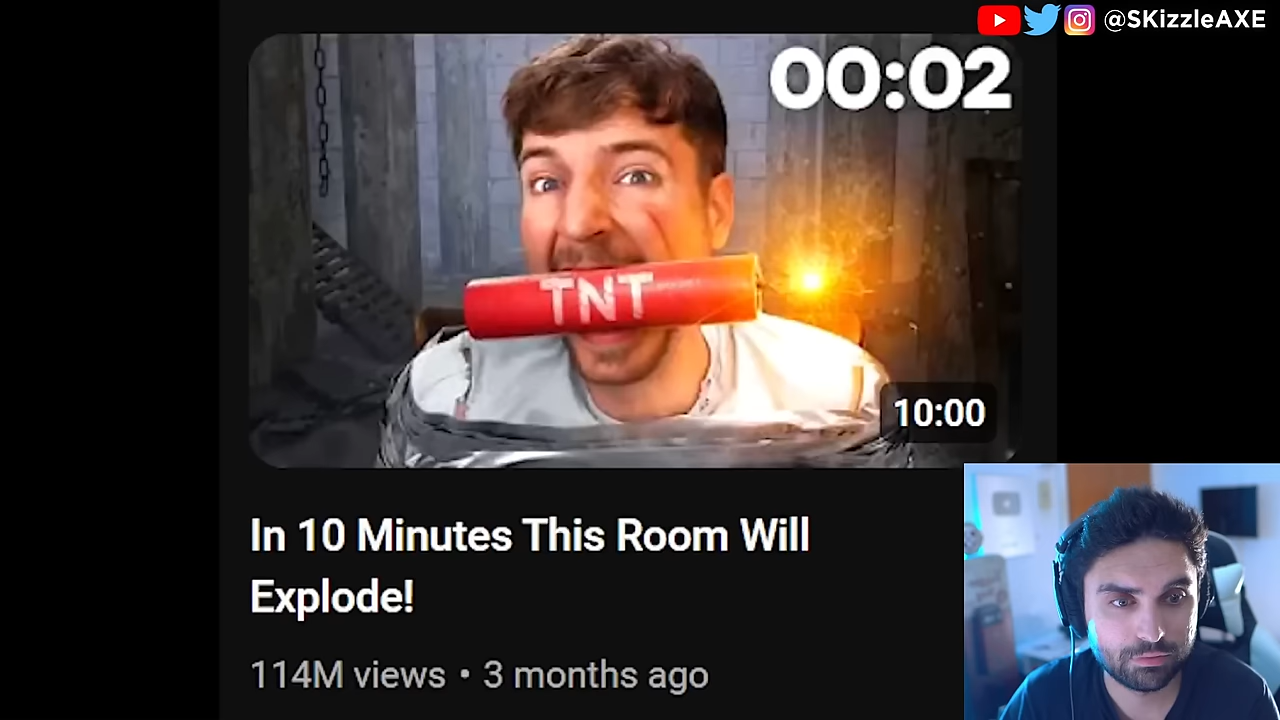 @SKizzleAXE
00:02
TNT
10:00
In 10 Minutes This Room Will
Explode!
114M views • 3 months ago